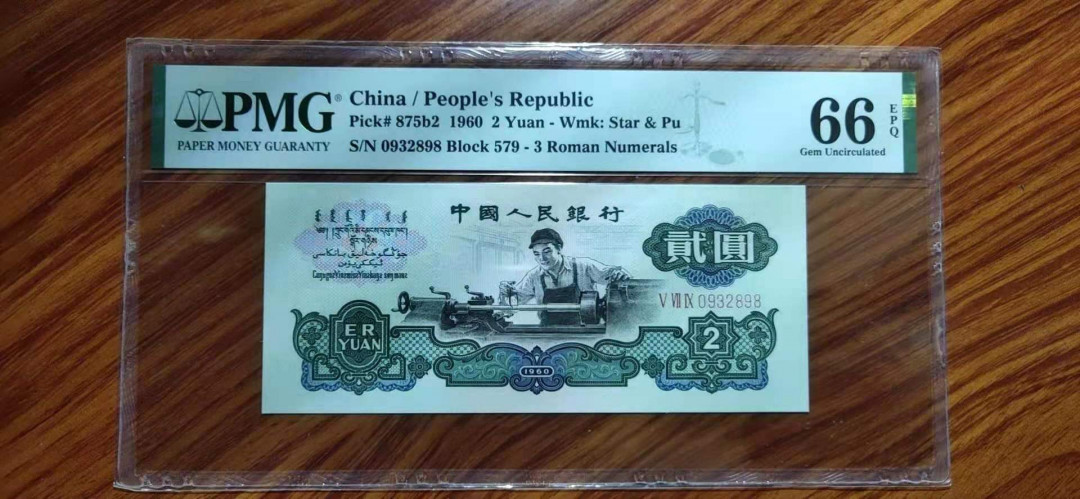 PMG®
PAPER MONEY GUARANTY
China / People's Republic
Pick# 875b2 1960 2 Yuan - Wmk: Star & Pu
S/N 0932898 Block 579 - 3 Roman Numerals
66
EPQ
Gem Uncirculated
中國人民銀行
貳圓
V VII IX 0932898
ER
YUAN
2
1960